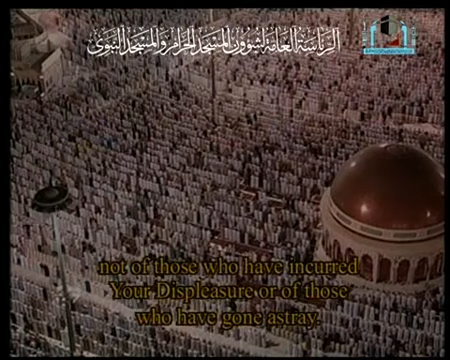 الرئاسة العامة لشؤون المسجد الحرام والمسجد النبوي
not of those who have incurred
Your Displeasure or of those
who have gone astray.